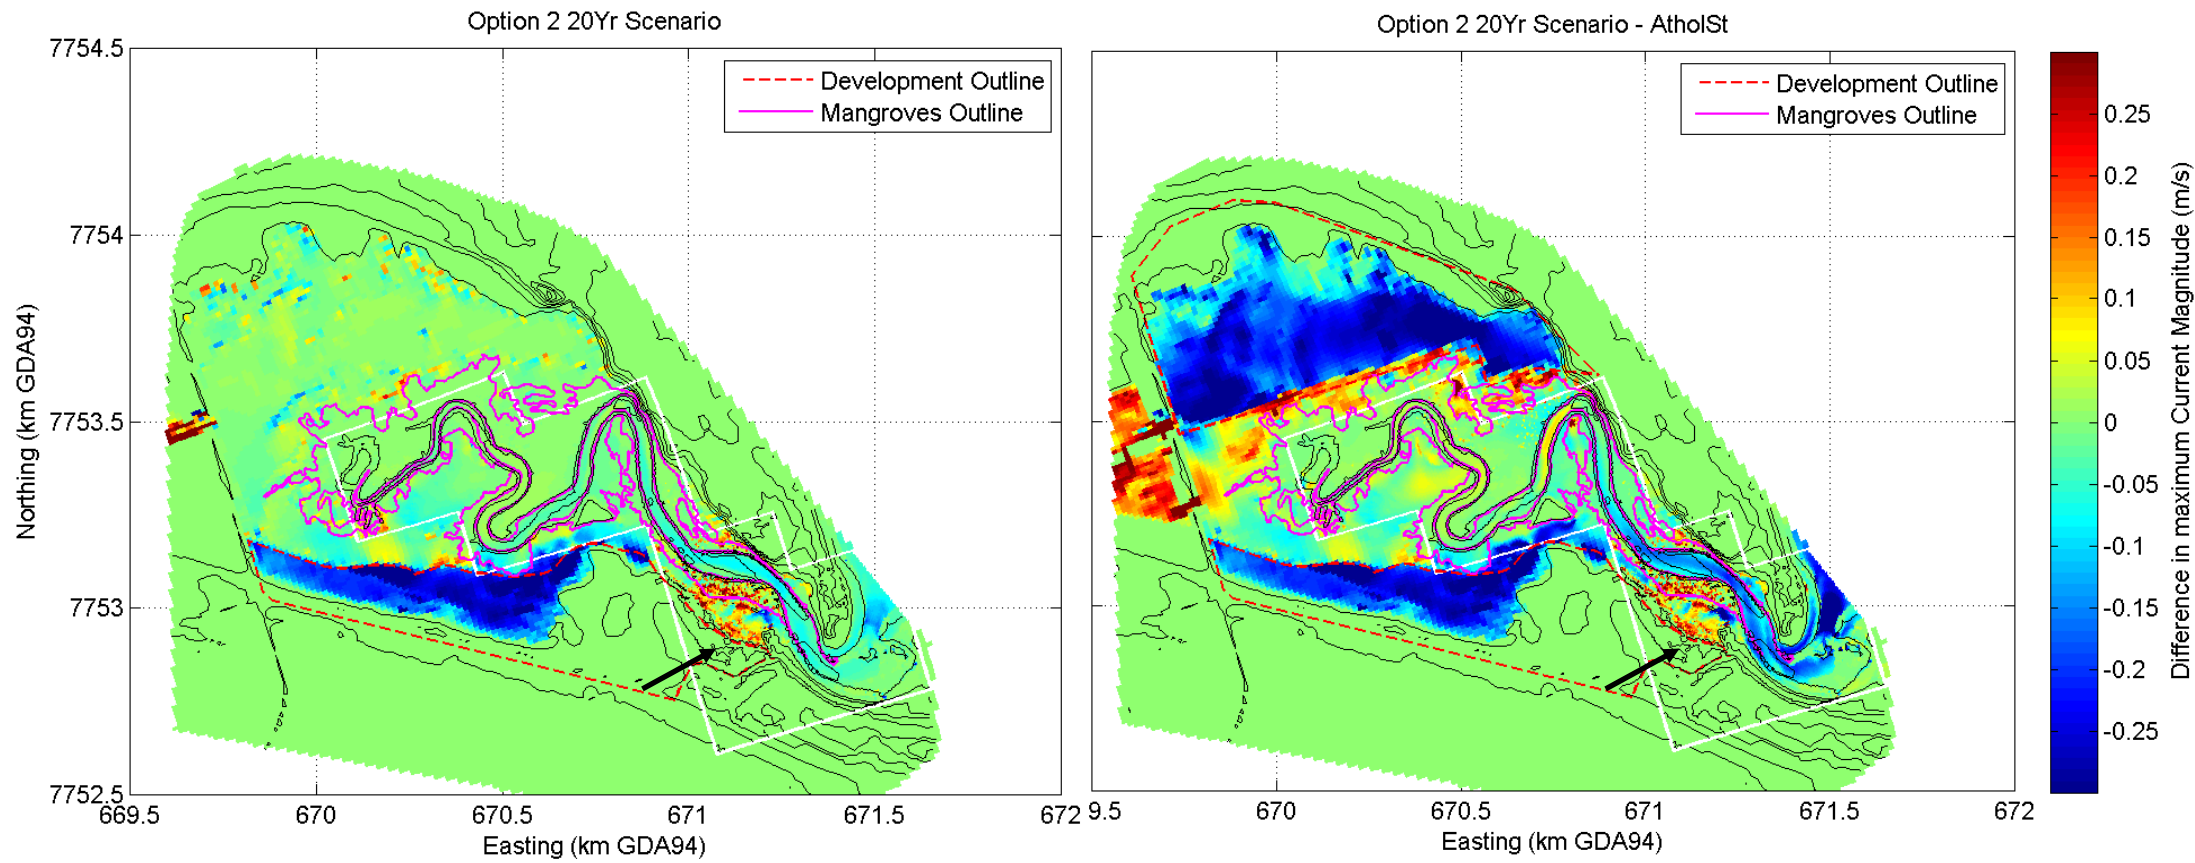 Option 2 20Yr Scenario
Development Outline
Mangroves Outline
7754.5
7754
7753.5
7753
7752.5
Northing (km GDA94)
669.5
670
670.5
671
671.5
672
Easting (km GDA94)
Option 2 20Yr Scenario - AtholSt
Development Outline
Mangroves Outline
9.5
670
670.5
671
671.5
672
Easting (km GDA94)
0.25
0.2
0.15
0.1
0.05
0
-0.05
-0.1
-0.15
-0.2
-0.25
Difference in maximum Current Magnitude (m/s)